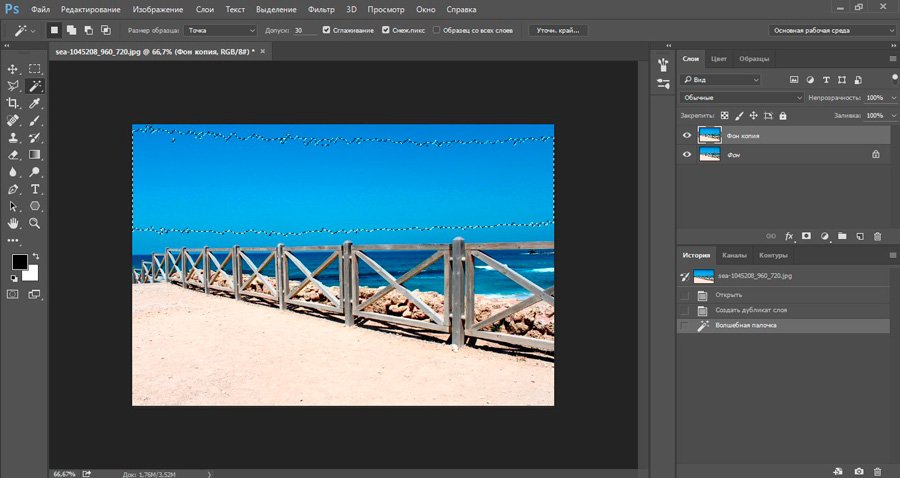 Ps Файл Редактирование Изображение Слои Текст Выделение Фильтр 3D Просмотр Окно Справка
Размер образца: Точка Допуск: 30 Сглаживание Смеж.пикс Образец со всех слоев Уточн. край... Основная рабочая среда
sea-1045208_960_720.jpg @ 66,7% (Фон копия, RGB/8#) *
Слои Цвет Образцы
Вид
Обычные Непрозрачность: 100%
Закрепить: Заливка: 100%
Фон копия
Фон
fx
История Каналы Контуры
sea-1045208_960_720.jpg
Открыть
Создать дубликат слоя
Волшебная палочка
66,67% Док: 1,76M/3,52M